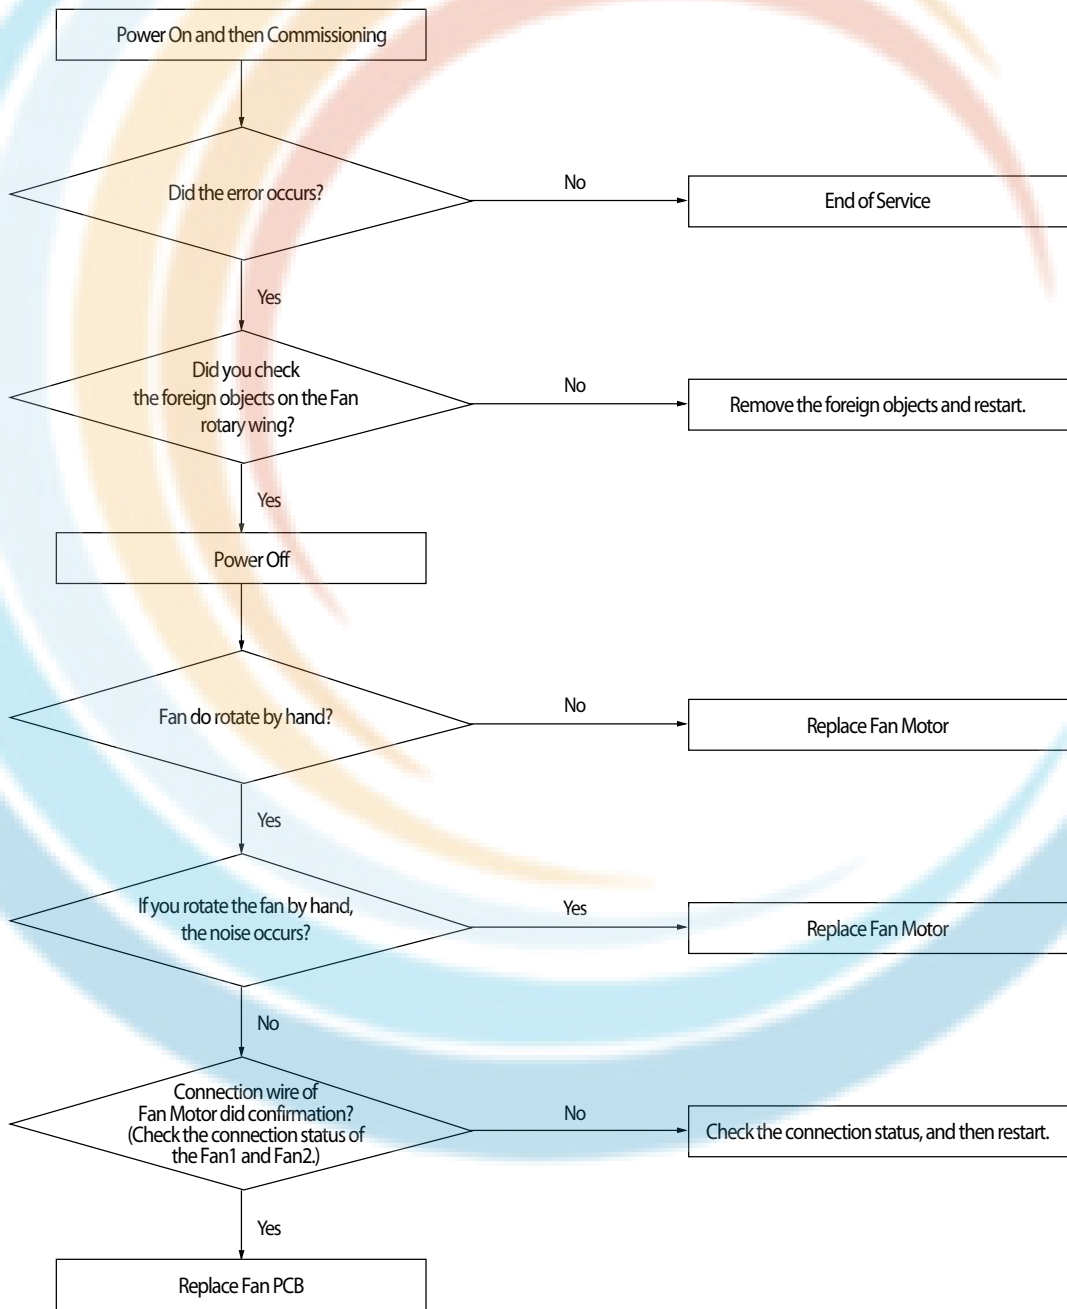 Power On and then Commissioning
Did the error occurs?
No
End of Service
Yes
Did you check
the foreign objects on the Fan
rotary wing?
No
Remove the foreign objects and restart.
Yes
Power Off
Fan do rotate by hand?
No
Replace Fan Motor
Yes
If you rotate the fan by hand,
the noise occurs?
Yes
Replace Fan Motor
No
Connection wire of
Fan Motor did confirmation?
(Check the connection status of
the Fan1 and Fan2.)
No
Check the connection status, and then restart.
Yes
Replace Fan PCB